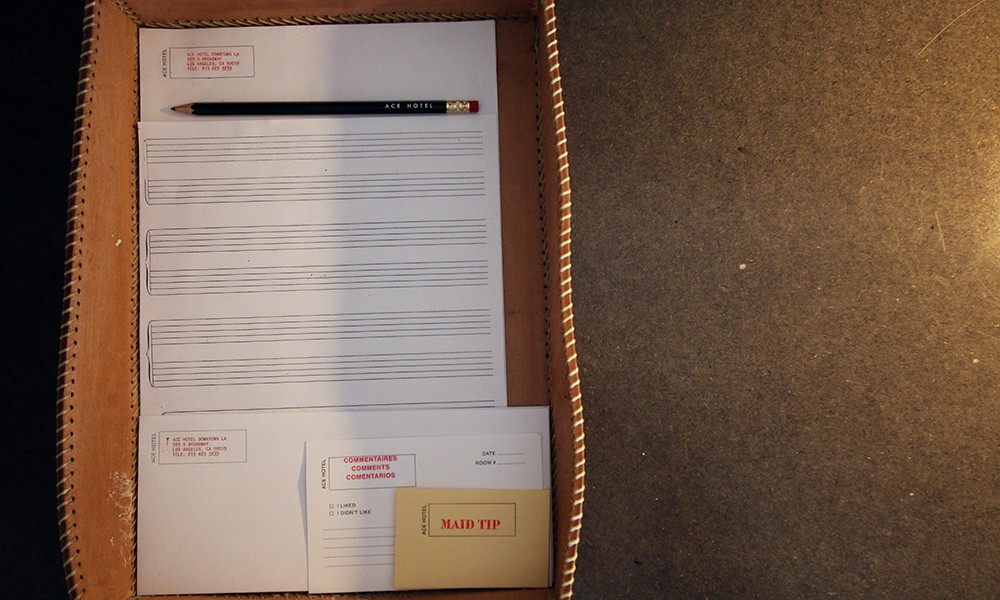 ACE HOTEL
ACE HOTEL DOWNTOWN LA
929 S BROADWAY
LOS ANGELES, CA 90015
TELE: 213 623 3233
ACE HOTEL
ACE HOTEL
ACE HOTEL DOWNTOWN LA
929 S BROADWAY
LOS ANGELES, CA 90015
TELE: 213 623 3233
ACE HOTEL
COMMENTAIRES
COMMENTS
COMENTARIOS
DATE
ROOM #
I LIKED
I DIDN'T LIKE
ACE HOTEL
MAID TIP